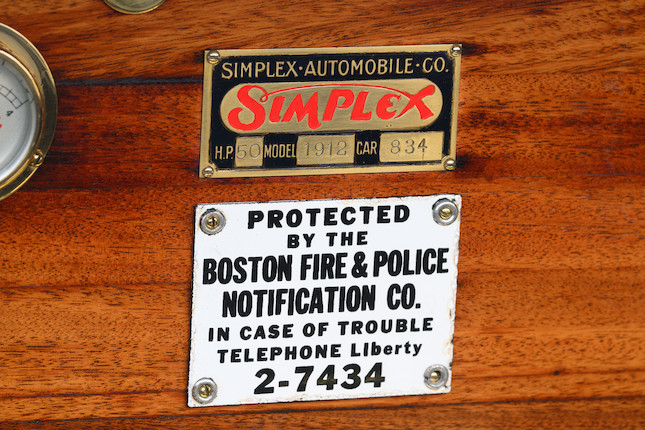 SIMPLEX·AUTOMOBILE·CO.
SIMPLEX
H.P. 50 MODEL 1912 CAR 834
PROTECTED
BY THE
BOSTON FIRE & POLICE
NOTIFICATION CO.
IN CASE OF TROUBLE
TELEPHONE Liberty
2-7434
4